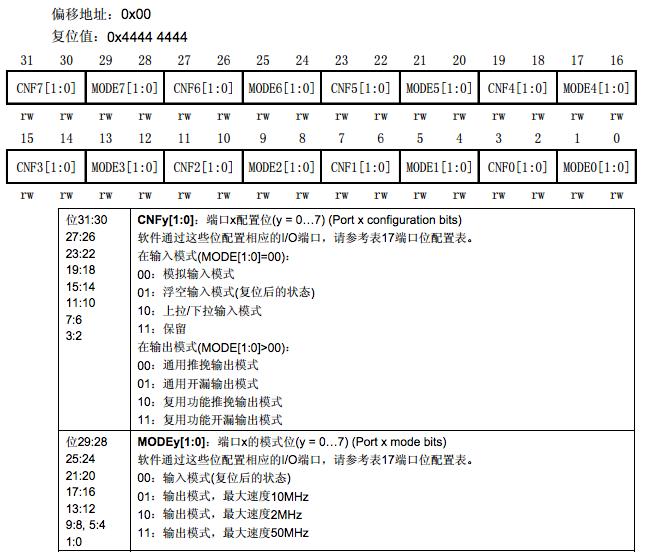 偏移地址：0x00
复位值：0x4444 4444
31 30 29 28 27 26 25 24 23 22 21 20 19 18 17 16
CNF7[1:0] MODE7[1:0] CNF6[1:0] MODE6[1:0] CNF5[1:0] MODE5[1:0] CNF4[1:0] MODE4[1:0]
rw rw rw rw rw rw rw rw rw rw rw rw rw rw rw rw
15 14 13 12 11 10 9 8 7 6 5 4 3 2 1 0
CNF3[1:0] MODE3[1:0] CNF2[1:0] MODE2[1:0] CNF1[1:0] MODE1[1:0] CNF0[1:0] MODE0[1:0]
rw rw rw rw rw rw rw rw rw rw rw rw rw rw rw rw
位31:30
27:26
23:22
19:18
15:14
11:10
7:6
3:2
CNFy[1:0]：端口x配置位(y = 0…7) (Port x configuration bits)
软件通过这些位配置相应的I/O端口，请参考表17端口位配置表。
在输入模式(MODE[1:0]=00)：
00：模拟输入模式
01：浮空输入模式(复位后的状态)
10：上拉/下拉输入模式
11：保留
在输出模式(MODE[1:0]>00)：
00：通用推挽输出模式
01：通用开漏输出模式
10：复用功能推挽输出模式
11：复用功能开漏输出模式
位29:28
25:24
21:20
17:16
13:12
9:8, 5:4
1:0
MODEy[1:0]：端口x的模式位(y = 0…7) (Port x mode bits)
软件通过这些位配置相应的I/O端口，请参考表17端口位配置表。
00：输入模式(复位后的状态)
01：输出模式，最大速度10MHz
10：输出模式，最大速度2MHz
11：输出模式，最大速度50MHz